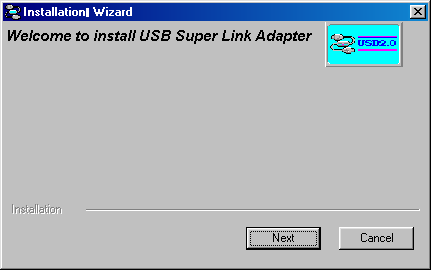 Installation| Wizard
Welcome to install USB Super Link Adapter
USB2.0
Installation
Next
Cancel